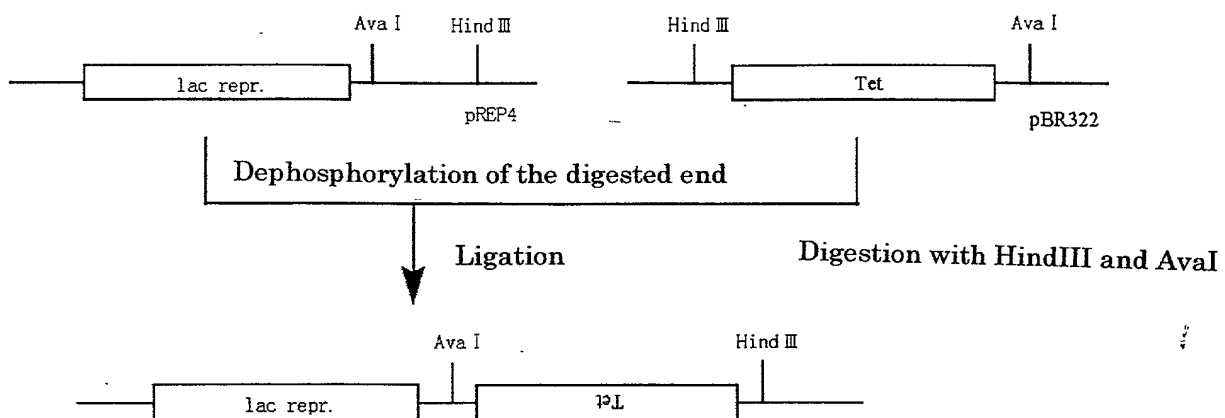 Ava I Hind Ⅲ Hind Ⅲ Ava I
lac repr. Tet
pREP4 pBR322
Dephosphorylation of the digested end
Ligation Digestion with HindIII and AvaI
Ava I Hind Ⅲ
lac repr. Tet